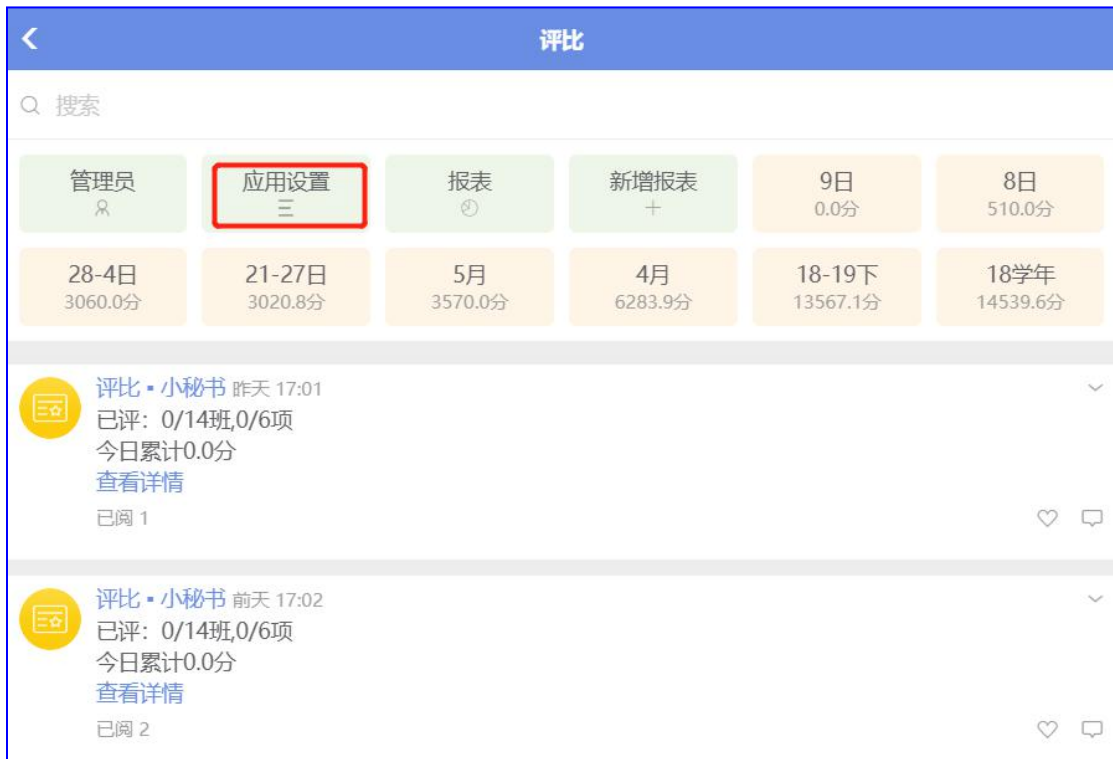 评比
搜索
管理员 应用设置 报表 新增报表 9日 8日
0.0分 510.0分
28-4日 21-27日 5月 4月 18-19下 18学年
3060.0分 3020.8分 3570.0分 6283.9分 13567.1分 14539.6分
评比▪小秘书 昨天 17:01
已评：0/14班,0/6项
今日累计0.0分
查看详情
已阅 1
评比▪小秘书 前天 17:02
已评：0/14班,0/6项
今日累计0.0分
查看详情
已阅 2